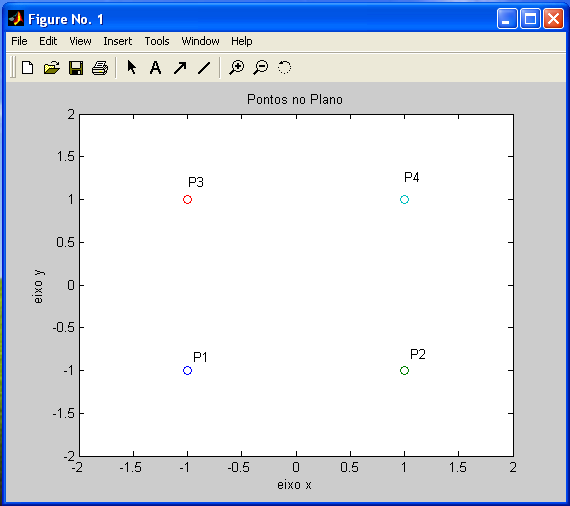 Figure No. 1
File Edit View Insert Tools Window Help
Pontos no Plano
2
1.5
1
0.5
0
-0.5
-1
-1.5
-2
eixo y
P3
P4
P1
P2
-2 -1.5 -1 -0.5 0 0.5 1 1.5 2
eixo x